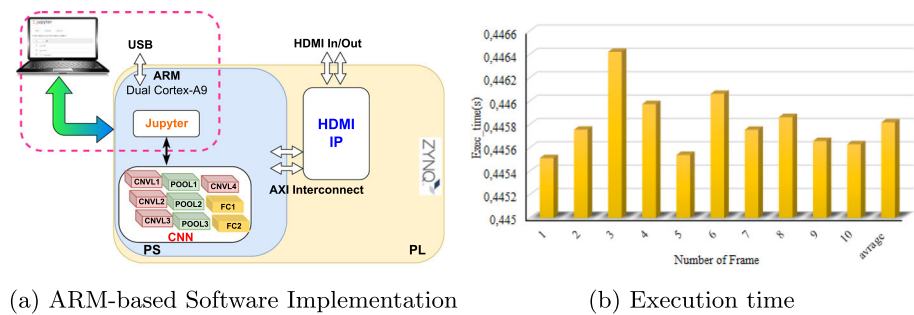 USB
HDMI In/Out
ARM
Dual Cortex-A9
Jupyter
HDMI
IP
ZYNQ
AXI Interconnect
CNVL1
POOL1
CNVL4
CNVL2
POOL2
FC1
CNVL3
POOL3
FC2
CNN
PS
PL
(a) ARM-based Software Implementation
0,4466
0,4464
0,4462
0,446
0,4458
0,4456
0,4454
0,4452
0,445
Exec_time(s)
1 2 3 4 5 6 7 8 9 10 avrage
Number of Frame
(b) Execution time